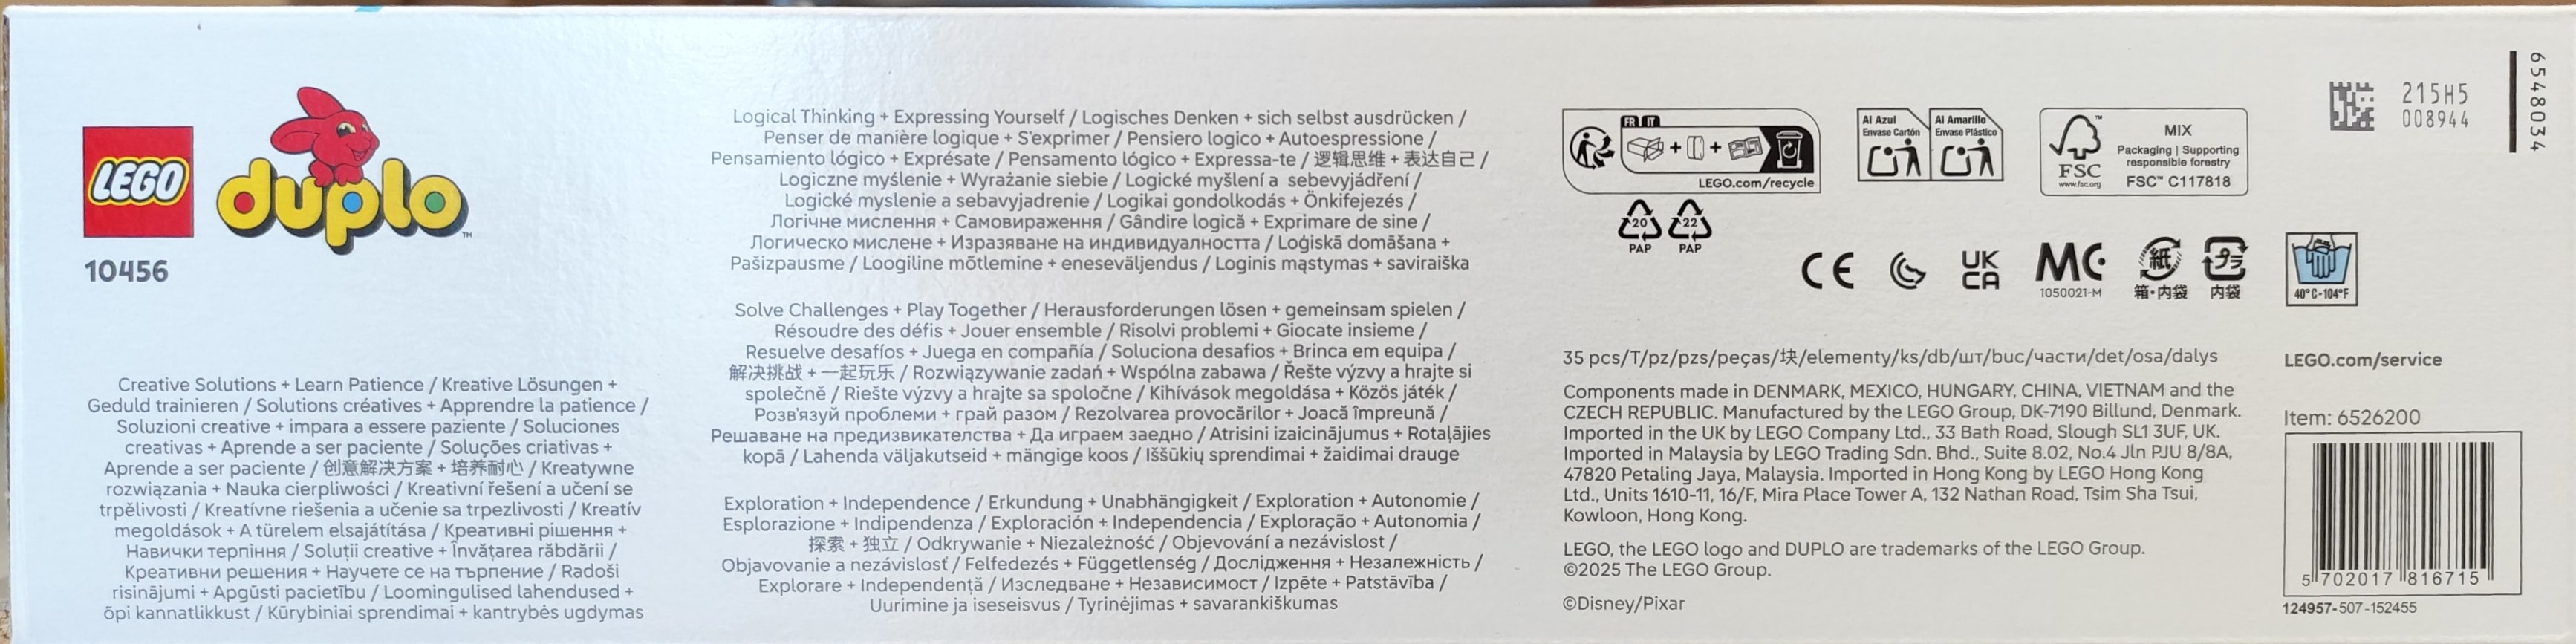 LEGO
duplo™
10456
Creative Solutions + Learn Patience / Kreative Lösungen +
Geduld trainieren / Solutions créatives + Apprendre la patience /
Soluzioni creative + impara a essere paziente / Soluciones
creativas + Aprende a ser paciente / Soluções criativas +
Aprende a ser paciente / 创意解决方案 + 培养耐心 / Kreatywne
rozwiązania + Nauka cierpliwości / Kreativní řešení a učení se
trpělivosti / Kreatívne riešenia a učenie sa trpezlivosti / Kreatív
megoldások + A türelem elsajátítása / Креативні рішення +
Навички терпіння / Soluții creative + Învățarea răbdării /
Креативни решения + Научете се на търпение / Radoši
risinājumi + Apgūsti pacietību / Loomingulised lahendused +
õpi kannatlikkust / Kūrybiniai sprendimai + kantrybės ugdymas
Logical Thinking + Expressing Yourself / Logisches Denken + sich selbst ausdrücken /
Penser de manière logique + S'exprimer / Pensiero logico + Autoespressione /
Pensamiento lógico + Exprésate / Pensamento lógico + Expressa-te / 逻辑思维 + 表达自己 /
Logiczne myślenie + Wyrażanie siebie / Logické myšlení a sebevyjádření /
Logické myslenie a sebavyjadrenie / Logikai gondolkodás + Önkifejezés /
Логічне мислення + Самовираження / Gândire logică + Exprimare de sine /
Логическо мислене + Изразяване на индивидуалността / Loģiskā domāšana +
Pašizpausme / Loogiline mõtlemine + eneseväljendus / Loginis mąstymas + saviraiška
Solve Challenges + Play Together / Herausforderungen lösen + gemeinsam spielen /
Résoudre des défis + Jouer ensemble / Risolvi problemi + Giocate insieme /
Resuelve desafíos + Juega en compañía / Soluciona desafios + Brinca em equipa /
解决挑战 + 一起玩乐 / Rozwiązywanie zadań + Wspólna zabawa / Řešte výzvy a hrajte si
společně / Riešte výzvy a hrajte sa spoločne / Kihívások megoldása + Közös játék /
Розв'язуй проблеми + грай разом / Rezolvarea provocărilor + Joacă împreună /
Решаване на предизвикателства + Да играем заедно / Atrisini izaicinājumus + Rotaļājies
kopā / Lahenda väljakutseid + mängige koos / Iššūkių sprendimai + žaidimai drauge
Exploration + Independence / Erkundung + Unabhängigkeit / Exploration + Autonomie /
Esplorazione + Indipendenza / Exploración + Independencia / Exploração + Autonomia /
探索 + 独立 / Odkrywanie + Niezależność / Objevování a nezávislost /
Objavovanie a nezávislosť / Felfedezés + Függetlenség / Дослідження + Незалежність /
Explorare + Independență / Изследване + Независимост / Izpēte + Patstāvība /
Uurimine ja iseseisvus / Tyrinėjimas + savarankiškumas
FR IT
LEGO.com/recycle
Al Azul
Envase Cartón
Al Amarillo
Envase Plástico
FSC™
www.fsc.org
MIX
Packaging | Supporting
responsible forestry
FSC™ C117818
215H5
008944
6548034
20
PAP
22
PAP
CE
UK
CA
MC
1050021-M
紙
箱・内袋
プラ
内袋
40°C-104°F
35 pcs/T/pz/pzs/peças/块/elementy/ks/db/шт/buc/части/det/osa/dalys
Components made in DENMARK, MEXICO, HUNGARY, CHINA, VIETNAM and the
CZECH REPUBLIC. Manufactured by the LEGO Group, DK-7190 Billund, Denmark.
Imported in the UK by LEGO Company Ltd., 33 Bath Road, Slough SL1 3UF, UK.
Imported in Malaysia by LEGO Trading Sdn. Bhd., Suite 8.02, No.4 Jln PJU 8/8A,
47820 Petaling Jaya, Malaysia. Imported in Hong Kong by LEGO Hong Kong
Ltd., Units 1610-11, 16/F, Mira Place Tower A, 132 Nathan Road, Tsim Sha Tsui,
Kowloon, Hong Kong.
LEGO, the LEGO logo and DUPLO are trademarks of the LEGO Group.
©2025 The LEGO Group.
©Disney/Pixar
LEGO.com/service
Item: 6526200
5 702017 816715
124957-507-152455